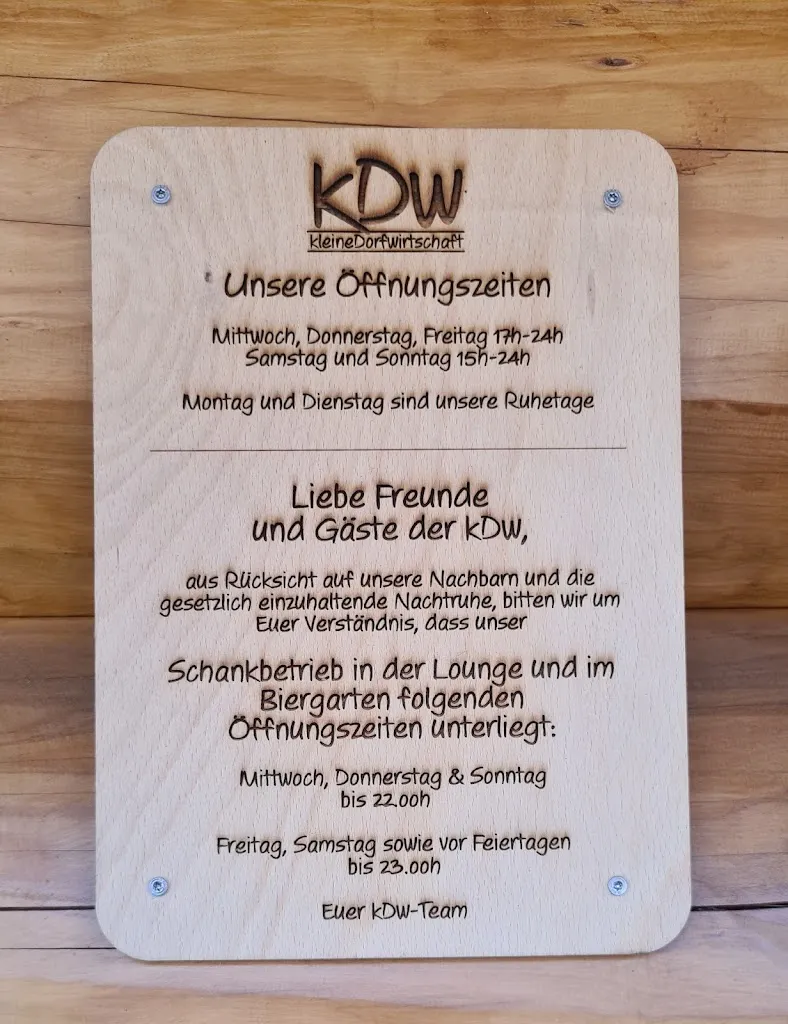 KDW
kleineDorfwirtschaft
Unsere Öffnungszeiten
Mittwoch, Donnerstag, Freitag 17h-24h
Samstag und Sonntag 15h-24h
Montag und Dienstag sind unsere Ruhetage
Liebe Freunde
und Gäste der KDW,
aus Rücksicht auf unsere Nachbarn und die
gesetzlich einzuhaltende Nachtruhe, bitten wir um
Euer Verständnis, dass unser
Schankbetrieb in der Lounge und im
Biergarten folgenden
Öffnungszeiten unterliegt:
Mittwoch, Donnerstag & Sonntag
bis 22.00h
Freitag, Samstag sowie vor Feiertagen
bis 23.00h
Euer KDW-Team